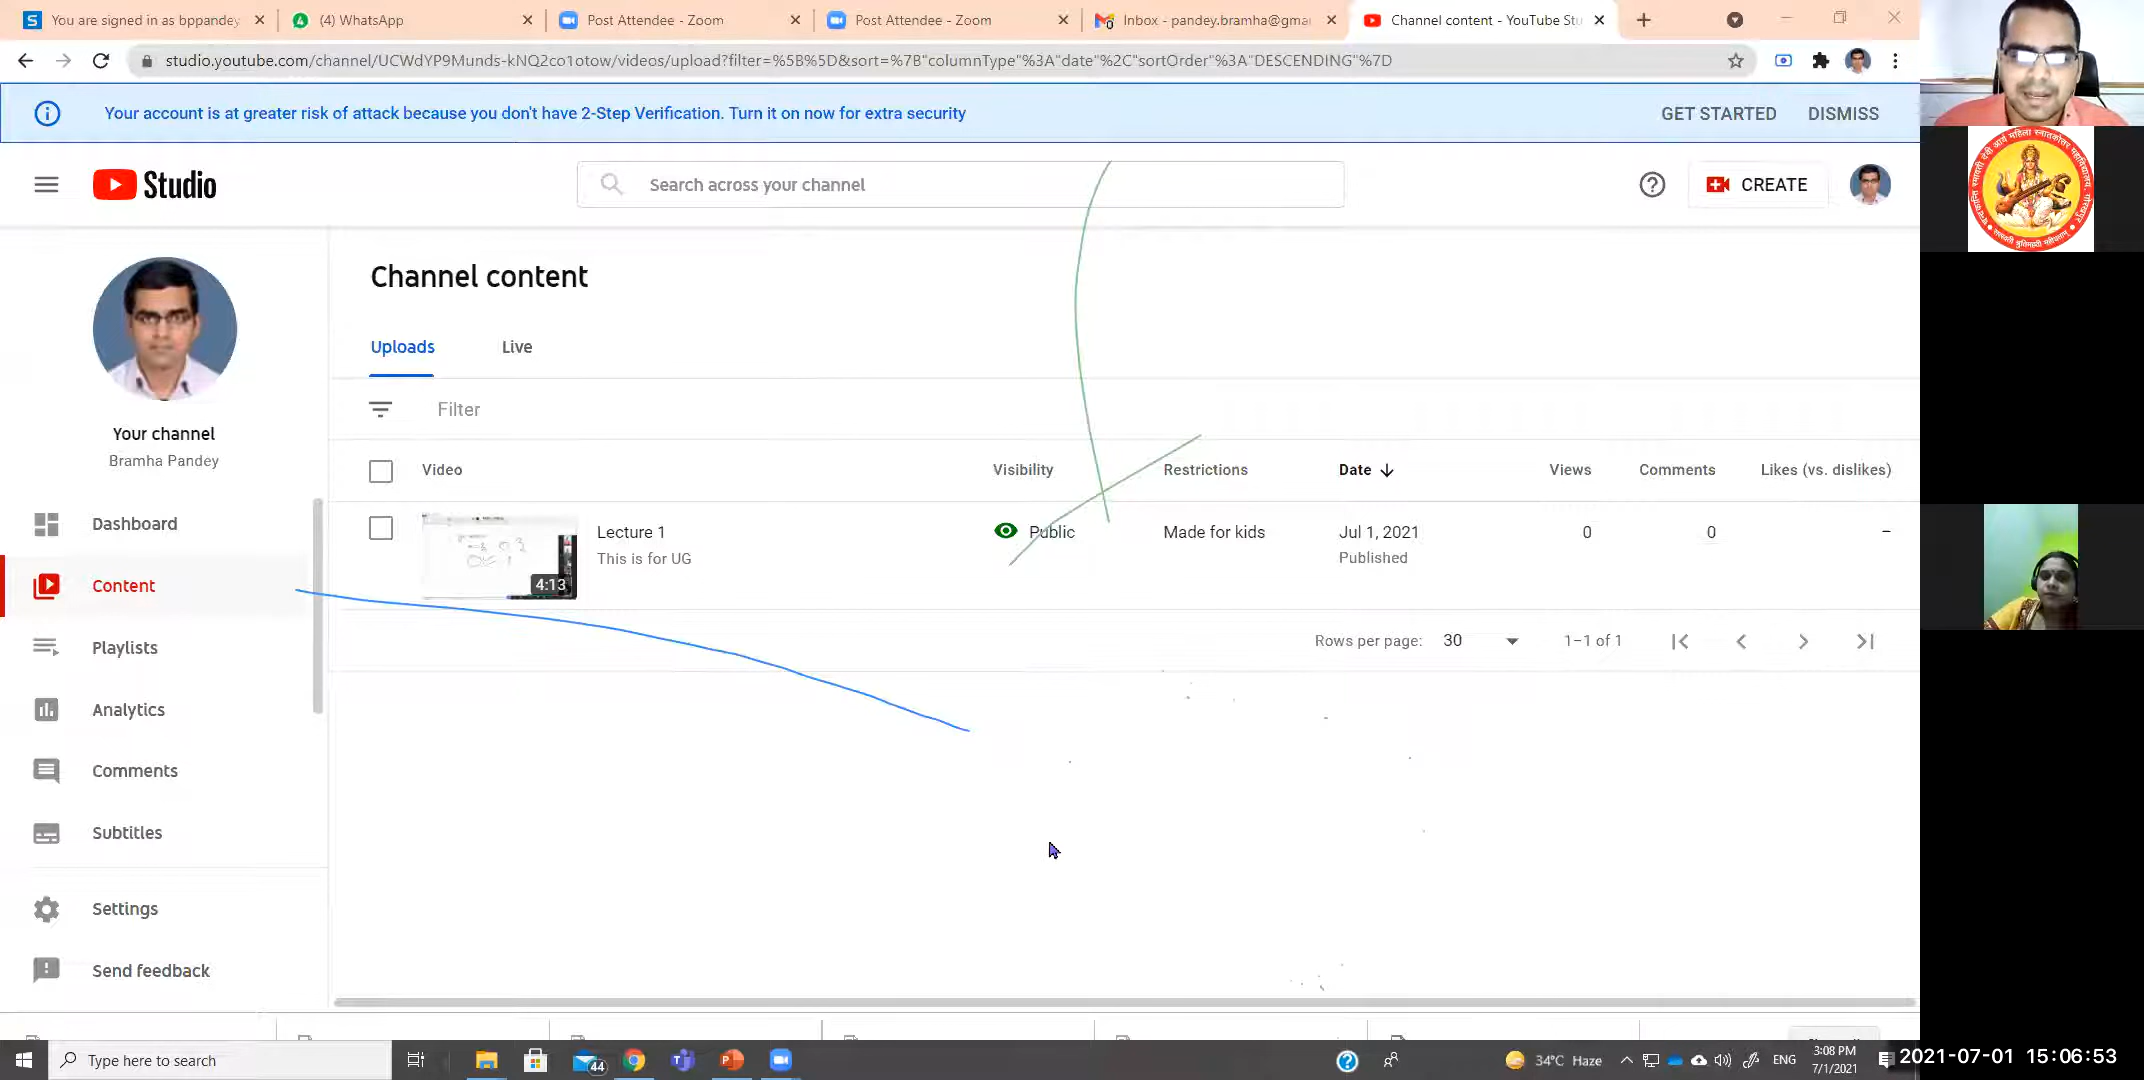 You are signed in as bppandey
(4) WhatsApp
Post Attendee - Zoom
Post Attendee - Zoom
Inbox - pandey.bramha@gma
Channel content - YouTube Stu
studio.youtube.com/channel/UCWdYP9Munds-kNQ2co1otow/videos/upload?filter=%5B%5D&sort=%7B"columnType"%3A"date"%2C"sortOrder"%3A"DESCENDING"%7D
Your account is at greater risk of attack because you don't have 2-Step Verification. Turn it on now for extra security
GET STARTED
DISMISS
Studio
Search across your channel
CREATE
Channel content
Uploads
Live
Filter
Your channel
Bramha Pandey
Video
Visibility
Restrictions
Date
Views
Comments
Likes (vs. dislikes)
Lecture 1
Public
Made for kids
Jul 1, 2021
0
0
–
This is for UG
Published
4:13
Rows per page:
30
1–1 of 1
Dashboard
Content
Playlists
Analytics
Comments
Subtitles
Settings
Send feedback
Type here to search
44
34°C Haze
ENG
3:08 PM
7/1/2021
2021-07-01 15:06:53